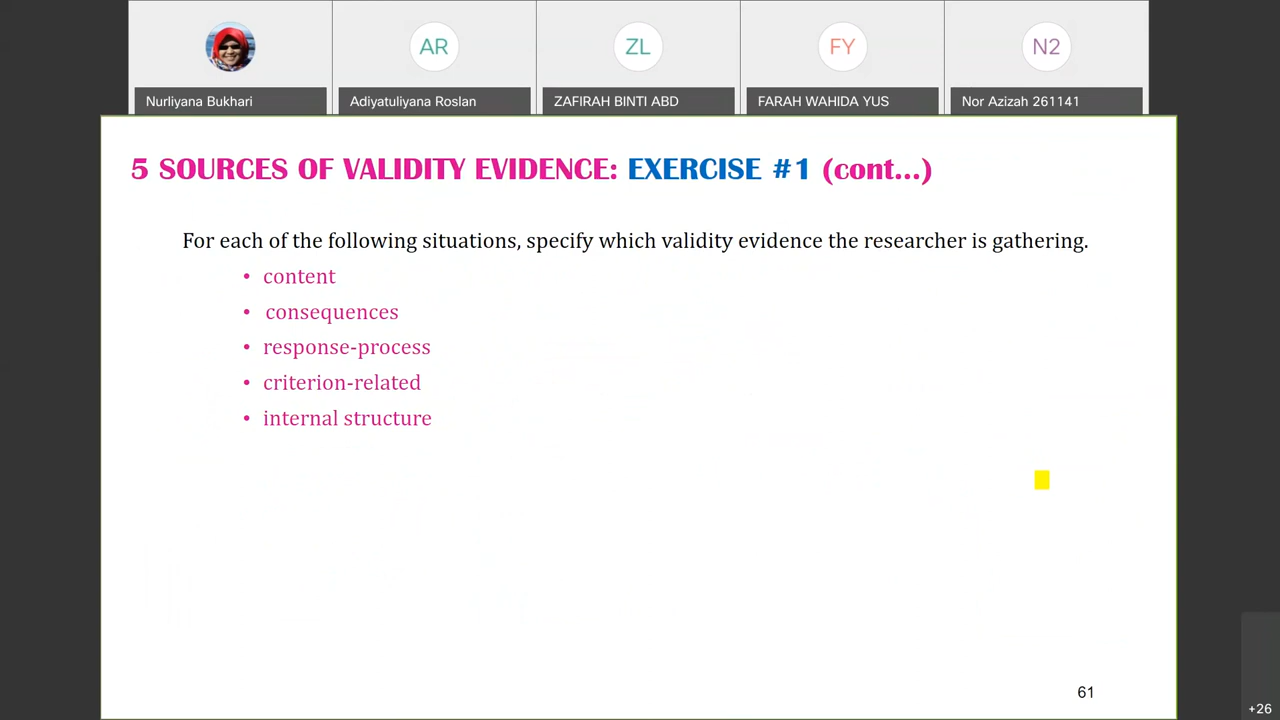 AR
ZL
FY
N2
Nurliyana Bukhari
Adiyatuliyana Roslan
ZAFIRAH BINTI ABD
FARAH WAHIDA YUS
Nor Azizah 261141
5 SOURCES OF VALIDITY EVIDENCE: EXERCISE #1 (cont...)
For each of the following situations, specify which validity evidence the researcher is gathering.
• content
• consequences
• response-process
• criterion-related
• internal structure
61
+26